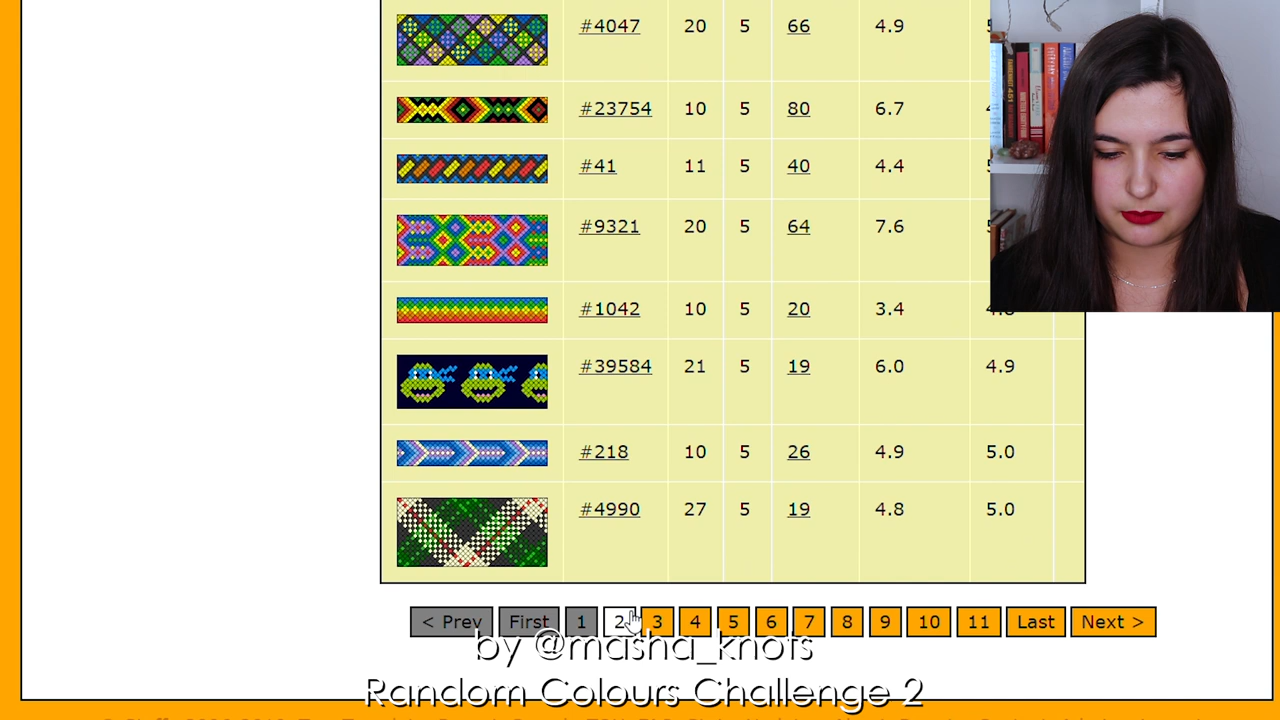 #4047 20 5 66 4.9
#23754 10 5 80 6.7
#41 11 5 40 4.4
#9321 20 5 64 7.6
#1042 10 5 20 3.4
#39584 21 5 19 6.0 4.9
#218 10 5 26 4.9 5.0
#4990 27 5 19 4.8 5.0
< Prev First 1 2 3 4 5 6 7 8 9 10 11 Last Next >
by @masha_knots
Random Colours Challenge 2